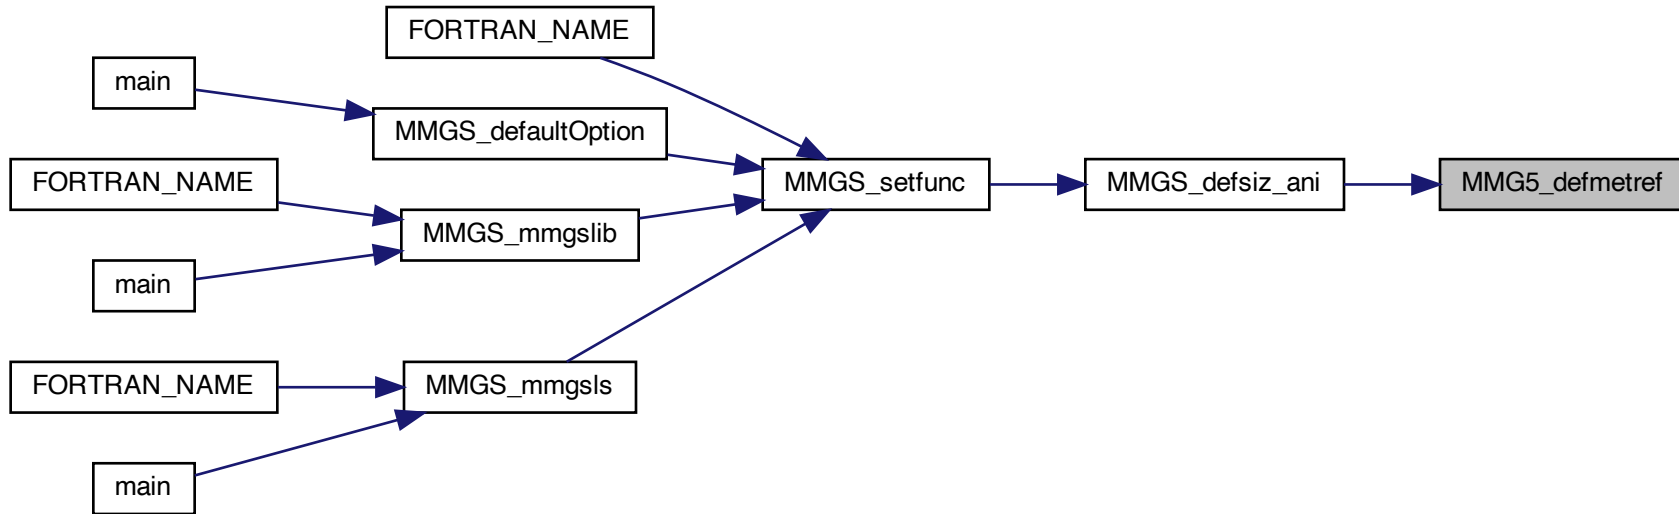 FORTRAN_NAME
main
MMGS_defaultOption
FORTRAN_NAME
MMGS_setfunc
MMGS_defsiz_ani
MMG5_defmetref
MMGS_mmgslib
main
FORTRAN_NAME
MMGS_mmgsls
main